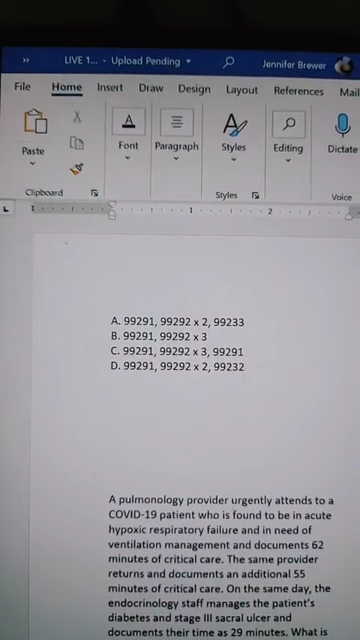 LIVE 1... - Upload Pending
Jennifer Brewer
File Home Insert Draw Design Layout References Mail
Paste Font Paragraph Styles Editing Dictate
Clipboard Styles Voice
1 1 2
A. 99291, 99292 x 2, 99233
B. 99291, 99292 x 3
C. 99291, 99292 x 3, 99291
D. 99291, 99292 x 2, 99232
A pulmonology provider urgently attends to a
COVID-19 patient who is found to be in acute
hypoxic respiratory failure and in need of
ventilation management and documents 62
minutes of critical care. The same provider
returns and documents an additional 55
minutes of critical care. On the same day, the
endocrinology staff manages the patient's
diabetes and stage III sacral ulcer and
documents their time as 29 minutes. What is